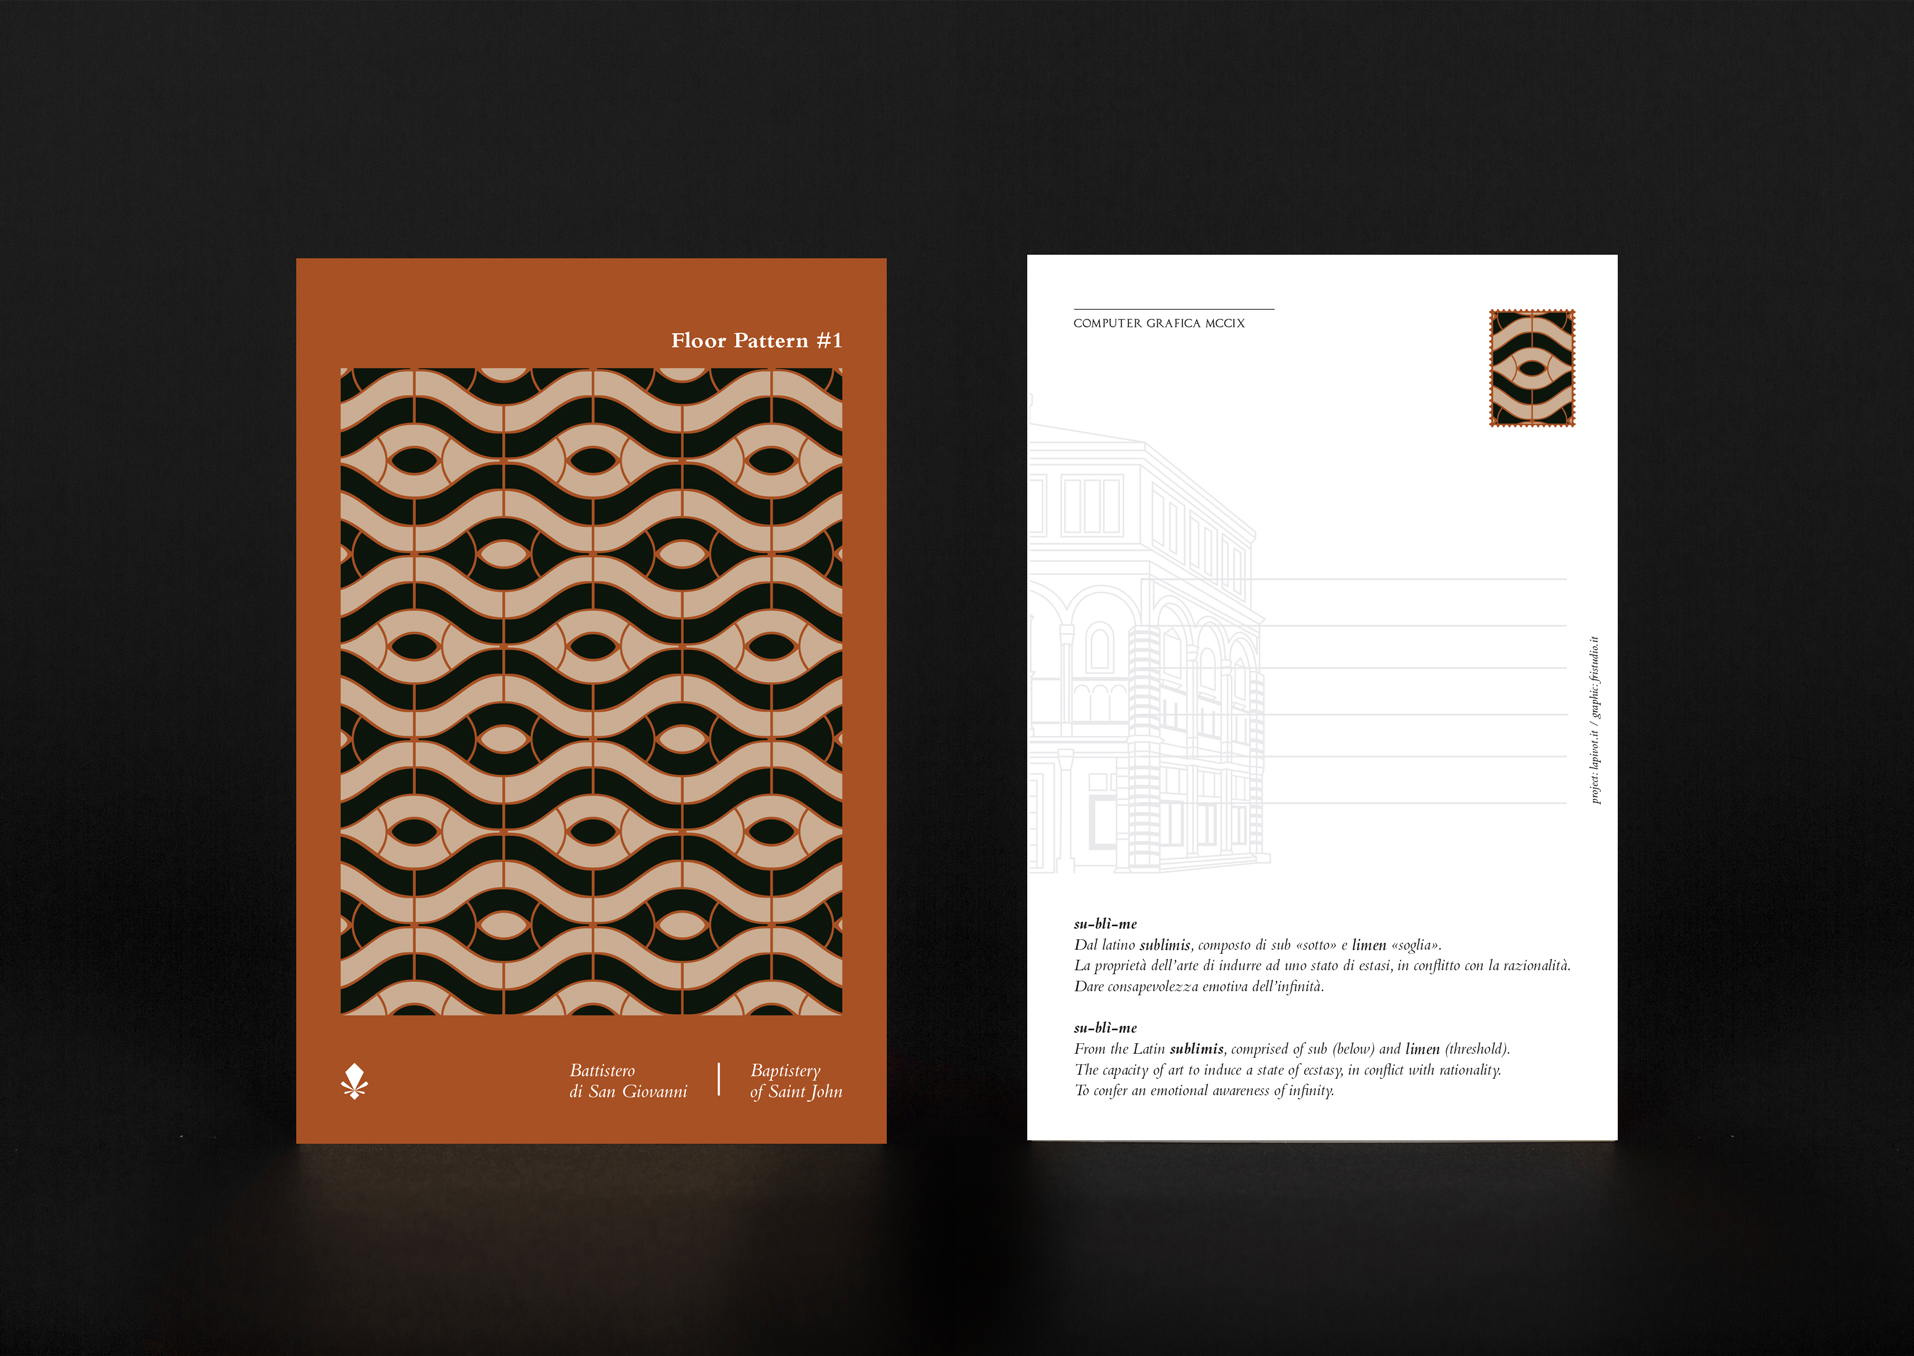 Floor Pattern #1
Battistero
di San Giovanni
Baptistery
of Saint John
COMPUTER GRAFICA MCCIX
project: lapivot.it / graphic: fristudio.it
su-blì-me
Dal latino sublimis, composto di sub «sotto» e limen «soglia».
La proprietà dell'arte di indurre ad uno stato di estasi, in conflitto con la razionalità.
Dare consapevolezza emotiva dell'infinità.
su-blì-me
From the Latin sublimis, comprised of sub (below) and limen (threshold).
The capacity of art to induce a state of ecstasy, in conflict with rationality.
To confer an emotional awareness of infinity.